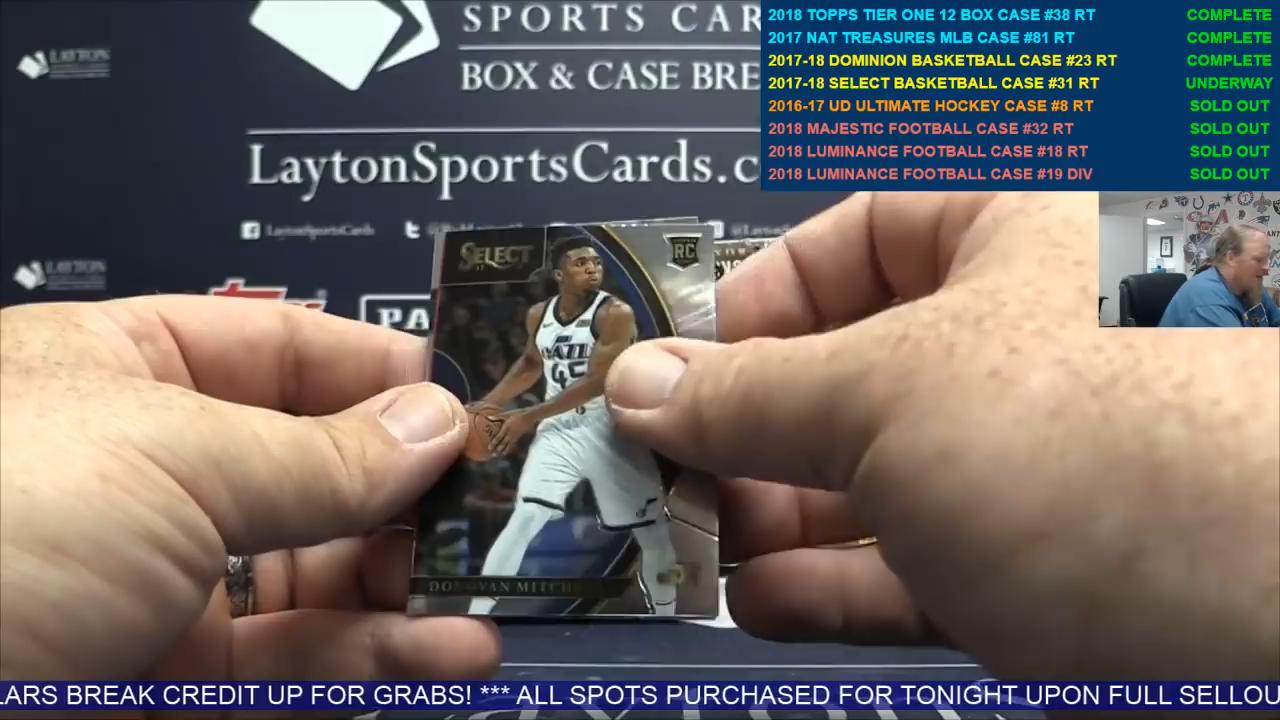 SPORTS CAR
BOX & CASE BRE
LaytonSportsCards.c
LaytonSportsCards
LAYTON
LAYTON
2018 TOPPS TIER ONE 12 BOX CASE #38 RT COMPLETE
2017 NAT TREASURES MLB CASE #81 RT COMPLETE
2017-18 DOMINION BASKETBALL CASE #23 RT COMPLETE
2017-18 SELECT BASKETBALL CASE #31 RT UNDERWAY
2016-17 UD ULTIMATE HOCKEY CASE #8 RT SOLD OUT
2018 MAJESTIC FOOTBALL CASE #32 RT SOLD OUT
2018 LUMINANCE FOOTBALL CASE #18 RT SOLD OUT
2018 LUMINANCE FOOTBALL CASE #19 DIV SOLD OUT
SELECT
RC
45
PA
DONOVAN MITCH
LARS BREAK CREDIT UP FOR GRABS! *** ALL SPOTS PURCHASED FOR TONIGHT UPON FULL SELLOU